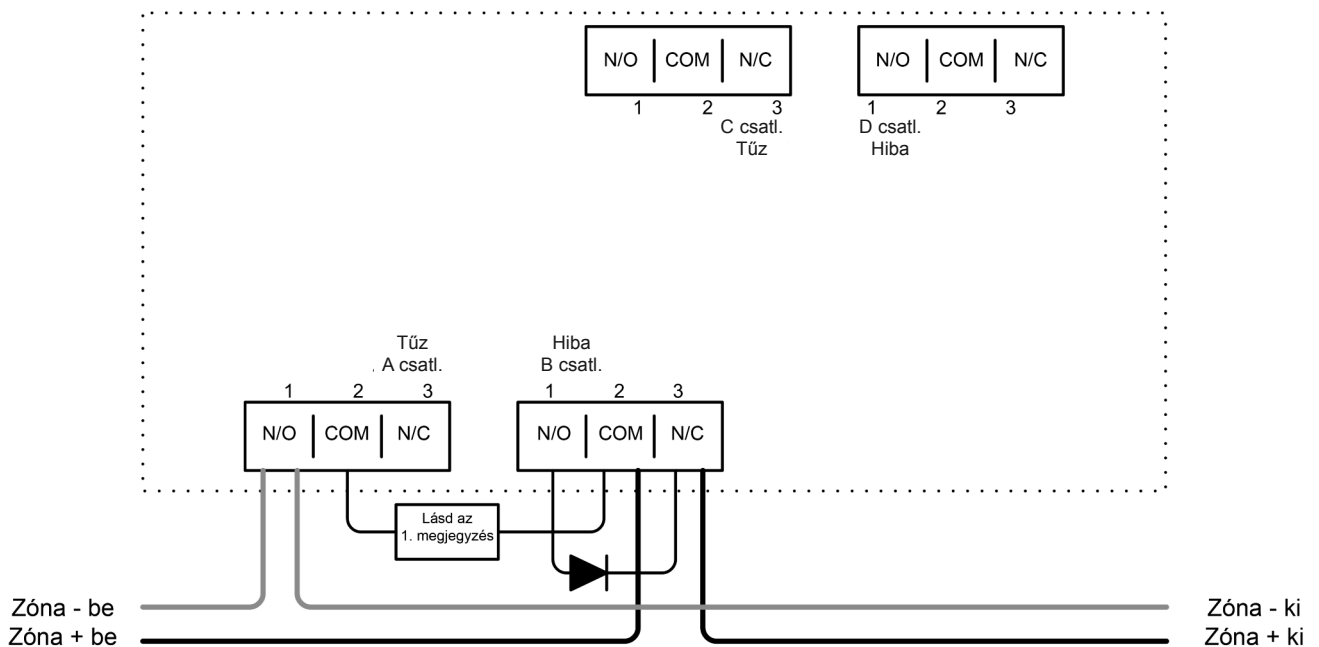 N/O COM N/C N/O COM N/C
1 2 3 1 2 3
C csatl. D csatl.
Tűz Hiba
Tűz Hiba
. A csatl. B csatl.
1 2 3 1 2 3
N/O COM N/C N/O COM N/C
Lásd az
1. megjegyzés
Zóna - be Zóna - ki
Zóna + be Zóna + ki